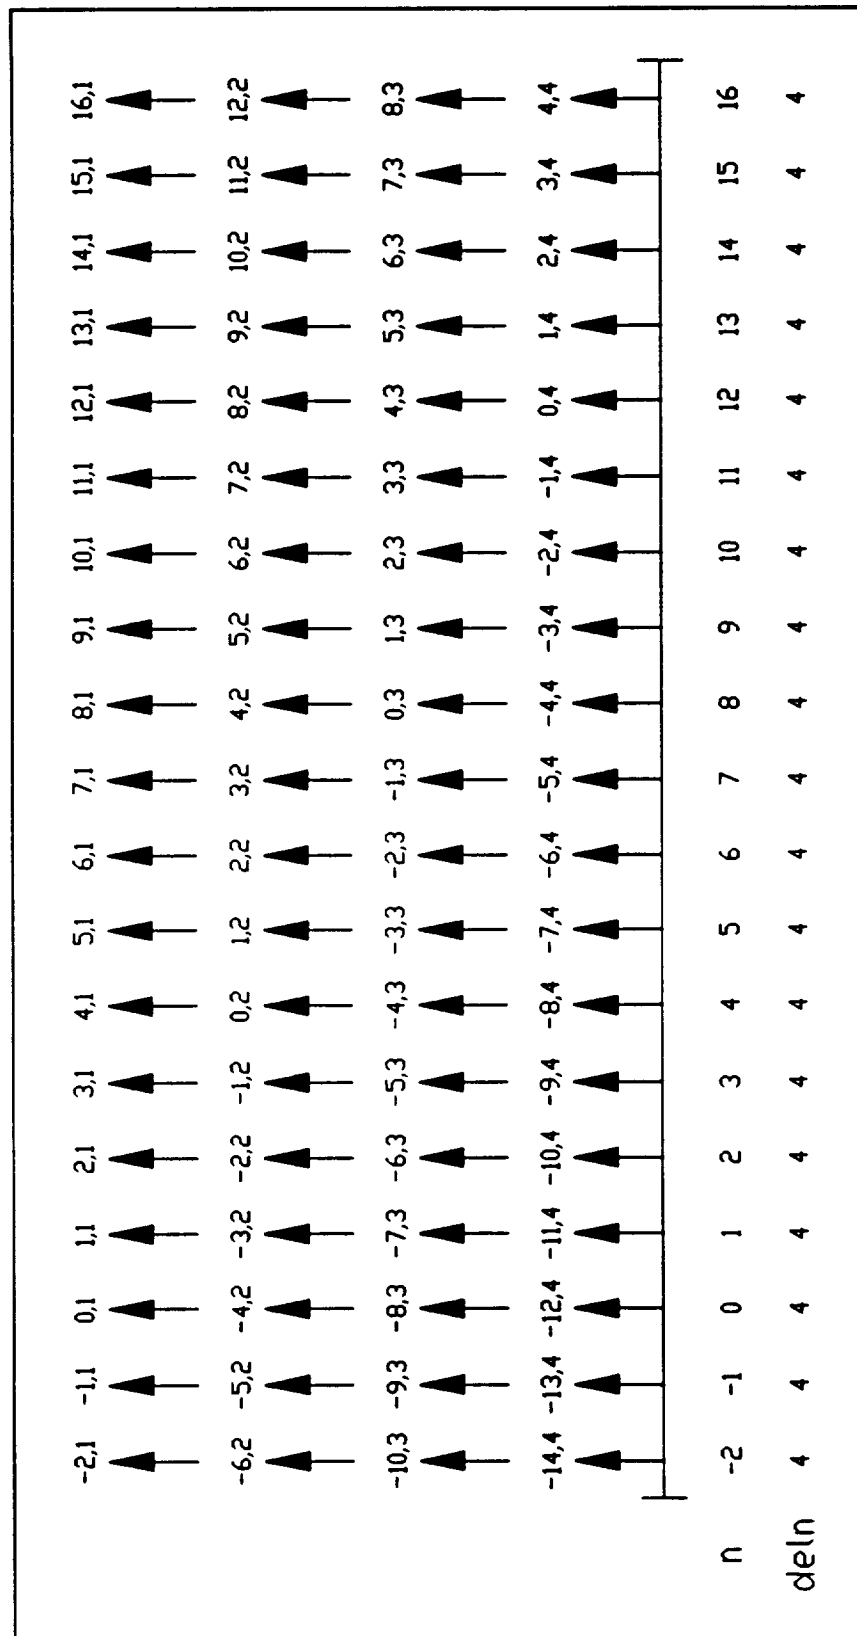 -2,1 -1,1 0,1 1,1 2,1 3,1 4,1 5,1 6,1 7,1 8,1 9,1 10,1 11,1 12,1 13,1 14,1 15,1 16,1
-6,2 -5,2 -4,2 -3,2 -2,2 -1,2 0,2 1,2 2,2 3,2 4,2 5,2 6,2 7,2 8,2 9,2 10,2 11,2 12,2
-10,3 -9,3 -8,3 -7,3 -6,3 -5,3 -4,3 -3,3 -2,3 -1,3 0,3 1,3 2,3 3,3 4,3 5,3 6,3 7,3 8,3
-14,4 -13,4 -12,4 -11,4 -10,4 -9,4 -8,4 -7,4 -6,4 -5,4 -4,4 -3,4 -2,4 -1,4 0,4 1,4 2,4 3,4 4,4
n -2 -1 0 1 2 3 4 5 6 7 8 9 10 11 12 13 14 15 16
deln 4 4 4 4 4 4 4 4 4 4 4 4 4 4 4 4 4 4 4